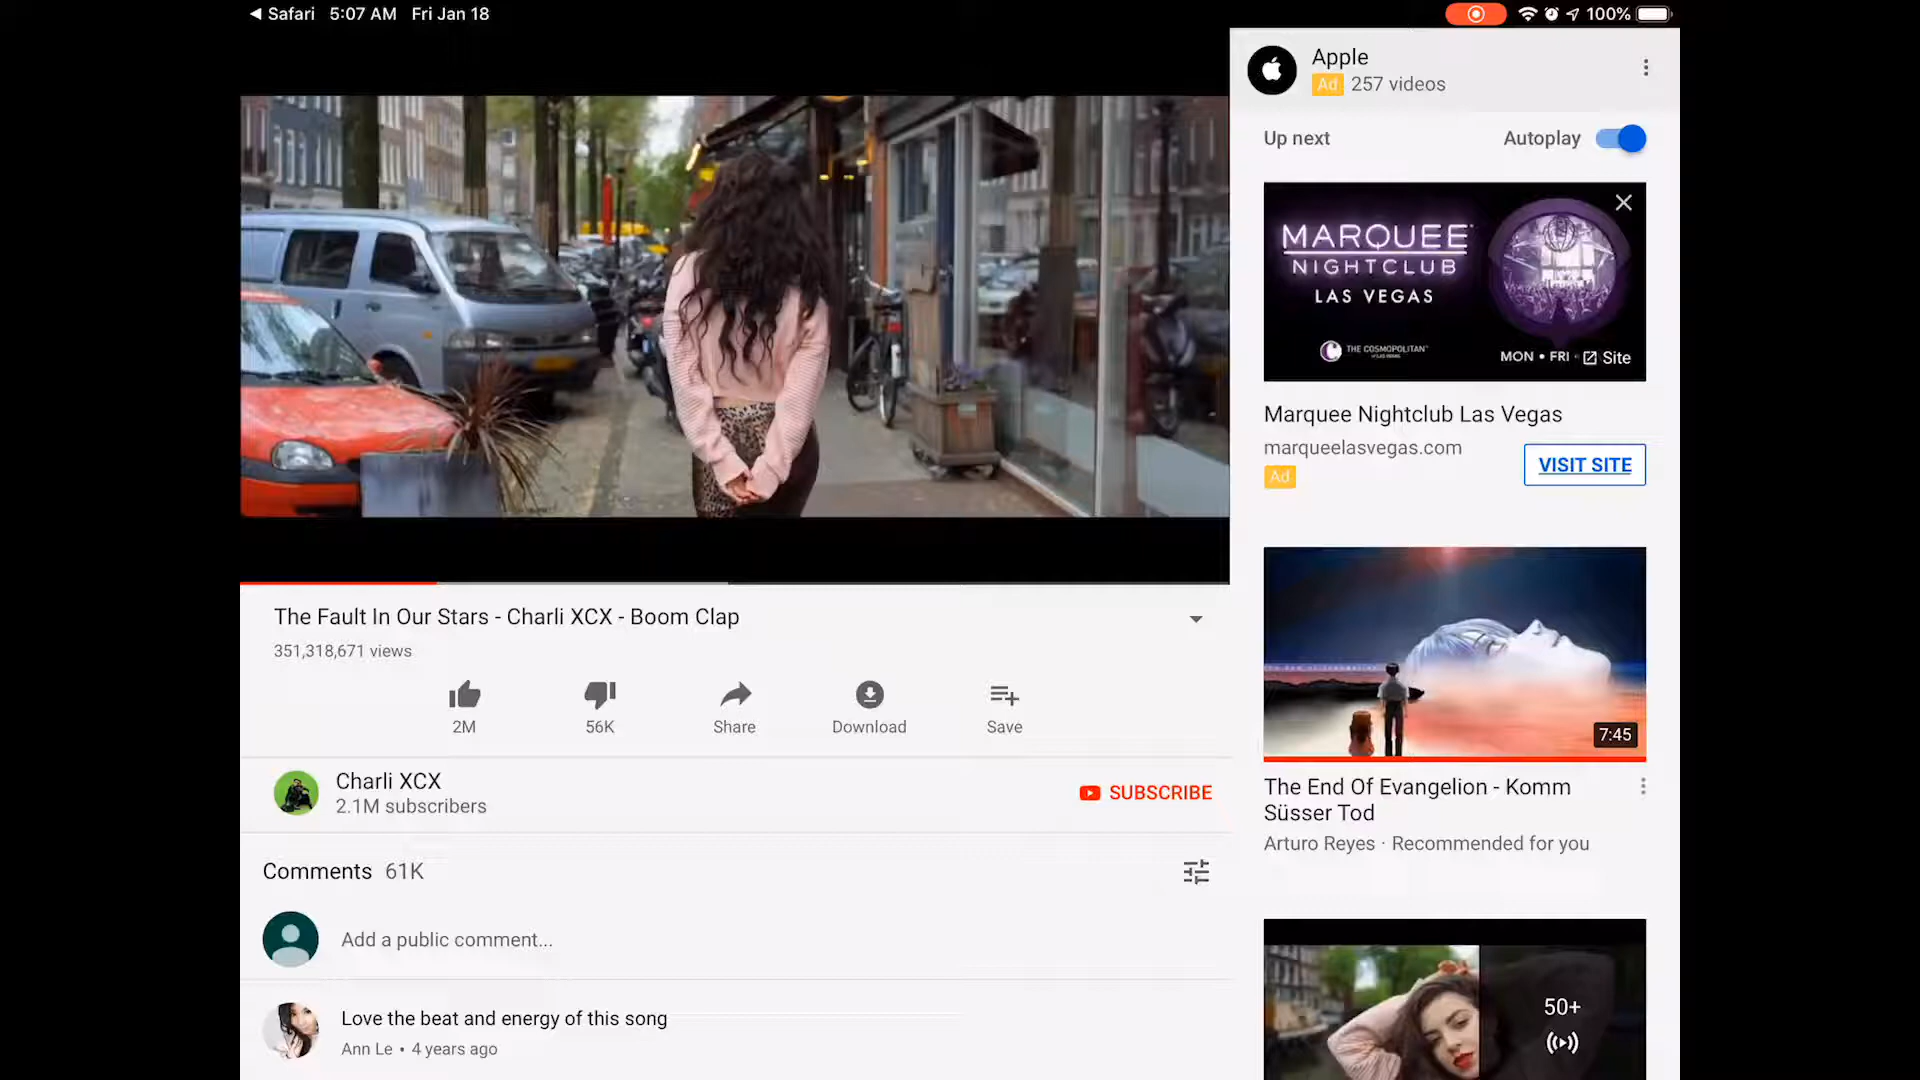 Safari 5:07 AM Fri Jan 18
100%
Apple
Ad 257 videos
Up next
Autoplay
MARQUEE
NIGHTCLUB
LAS VEGAS
THE COSMOPOLITAN
MON • FRI •
Site
Marquee Nightclub Las Vegas
marqueelasvegas.com
Ad
VISIT SITE
The Fault In Our Stars - Charli XCX - Boom Clap
351,318,671 views
2M
56K
Share
Download
Save
Charli XCX
2.1M subscribers
SUBSCRIBE
Comments 61K
Add a public comment...
Love the beat and energy of this song
Ann Le • 4 years ago
7:45
The End Of Evangelion - Komm
Süsser Tod
Arturo Reyes · Recommended for you
50+